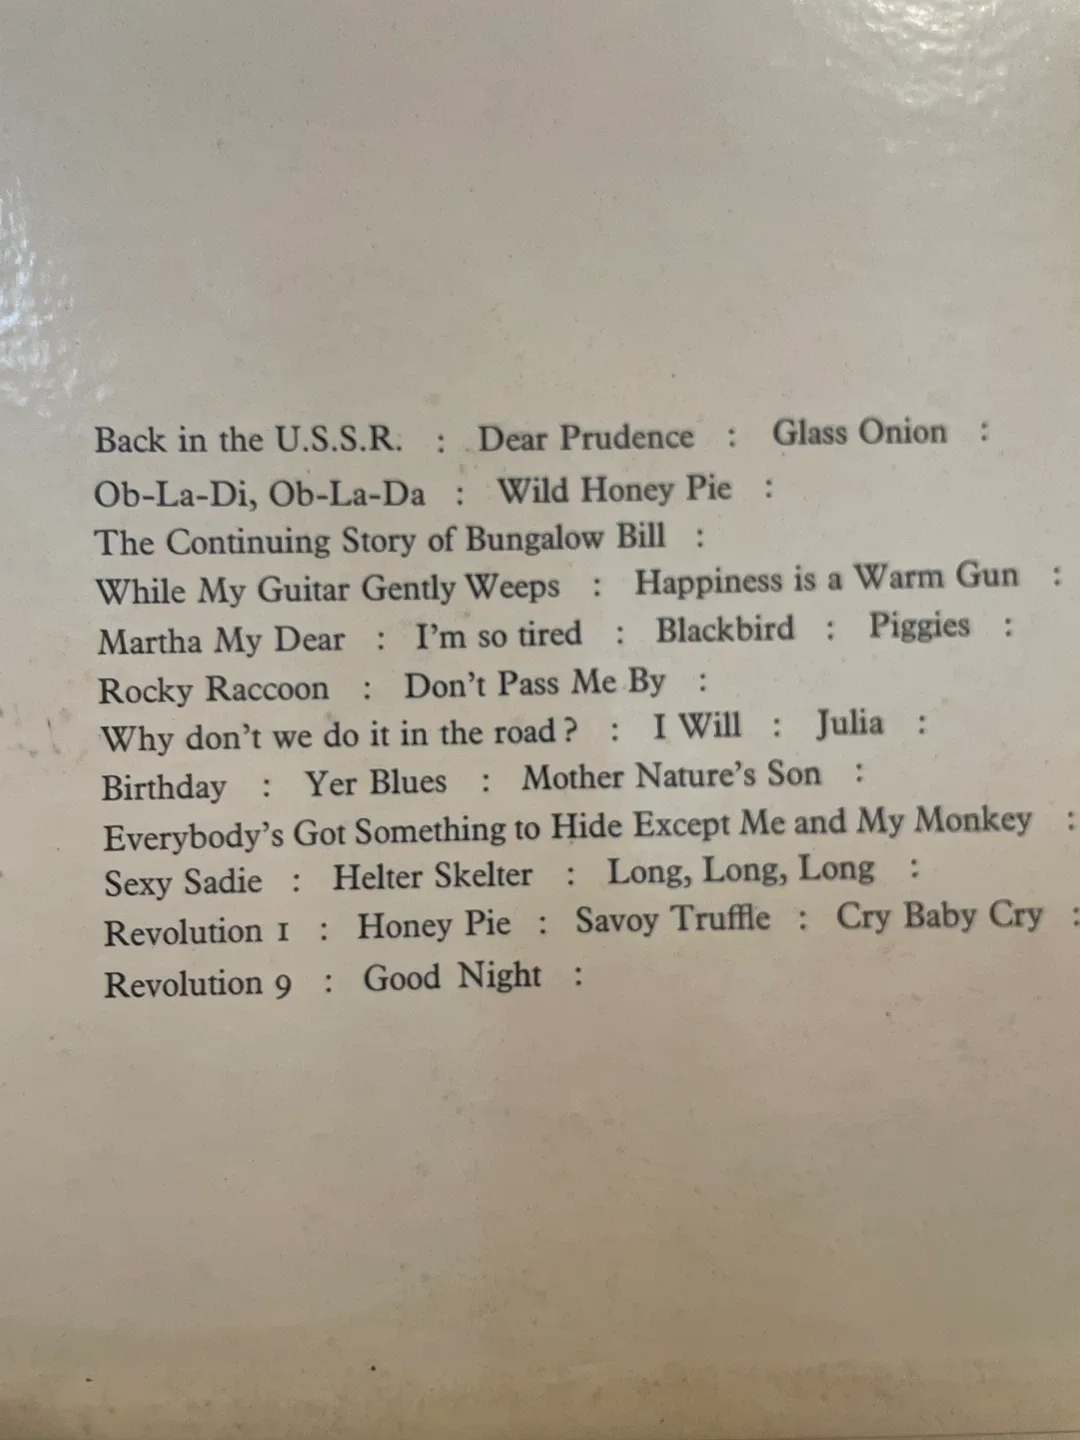 Back in the U.S.S.R. : Dear Prudence : Glass Onion :
Ob-La-Di, Ob-La-Da : Wild Honey Pie :
The Continuing Story of Bungalow Bill :
While My Guitar Gently Weeps : Happiness is a Warm Gun :
Martha My Dear : I'm so tired : Blackbird : Piggies :
Rocky Raccoon : Don't Pass Me By :
Why don't we do it in the road? : I Will : Julia :
Birthday : Yer Blues : Mother Nature's Son :
Everybody's Got Something to Hide Except Me and My Monkey :
Sexy Sadie : Helter Skelter : Long, Long, Long :
Revolution 1 : Honey Pie : Savoy Truffle : Cry Baby Cry :
Revolution 9 : Good Night :